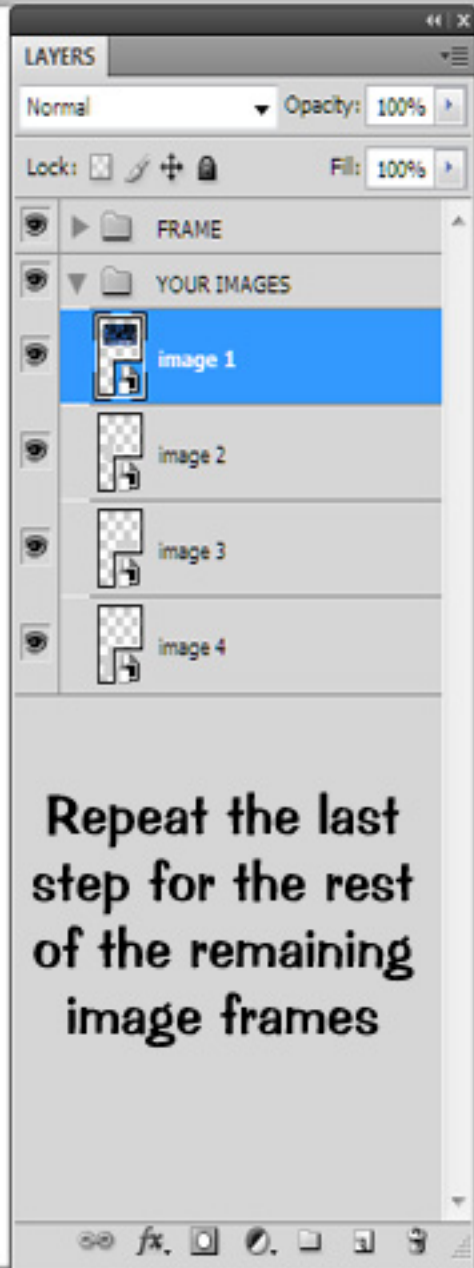 LAYERS
Normal Opacity: 100%
Lock: Fill: 100%
FRAME
YOUR IMAGES
image 1
image 2
image 3
image 4
Repeat the last
step for the rest
of the remaining
image frames
fx.